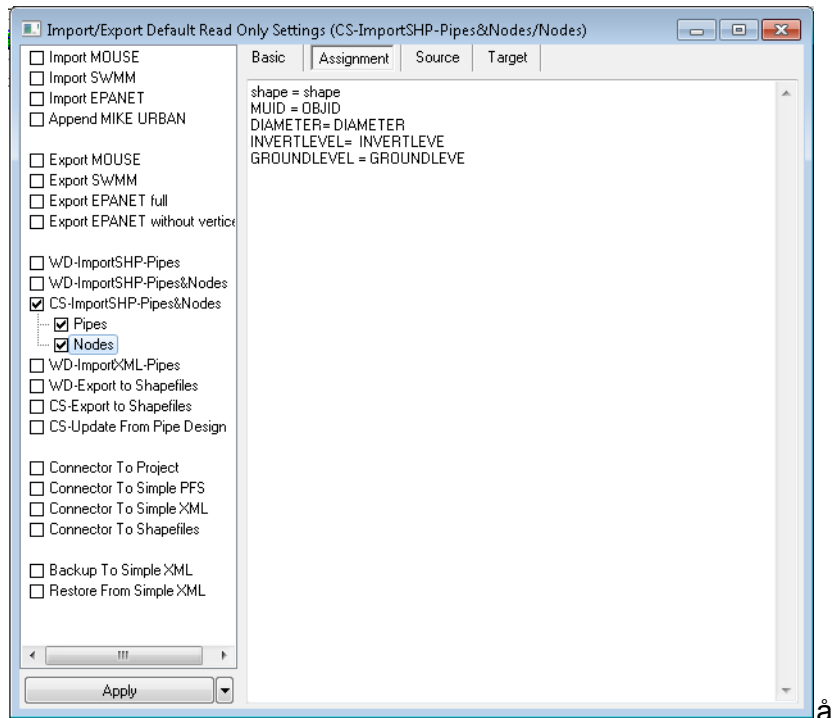 Import/Export Default Read Only Settings (CS-ImportSHP-Pipes&Nodes/Nodes)
Import MOUSE
Import SWMM
Import EPANET
Append MIKE URBAN
Export MOUSE
Export SWMM
Export EPANET full
Export EPANET without vertice
WD-ImportSHP-Pipes
WD-ImportSHP-Pipes&Nodes
CS-ImportSHP-Pipes&Nodes
Pipes
Nodes
WD-ImportXML-Pipes
WD-Export to Shapefiles
CS-Export to Shapefiles
CS-Update From Pipe Design
Connector To Project
Connector To Simple PFS
Connector To Simple XML
Connector To Shapefiles
Backup To Simple XML
Restore From Simple XML
Apply
Basic Assignment Source Target
shape = shape
MUID = OBJID
DIAMETER= DIAMETER
INVERTLEVEL= INVERTLEVE
GROUNDLEVEL = GROUNDLEVE
å